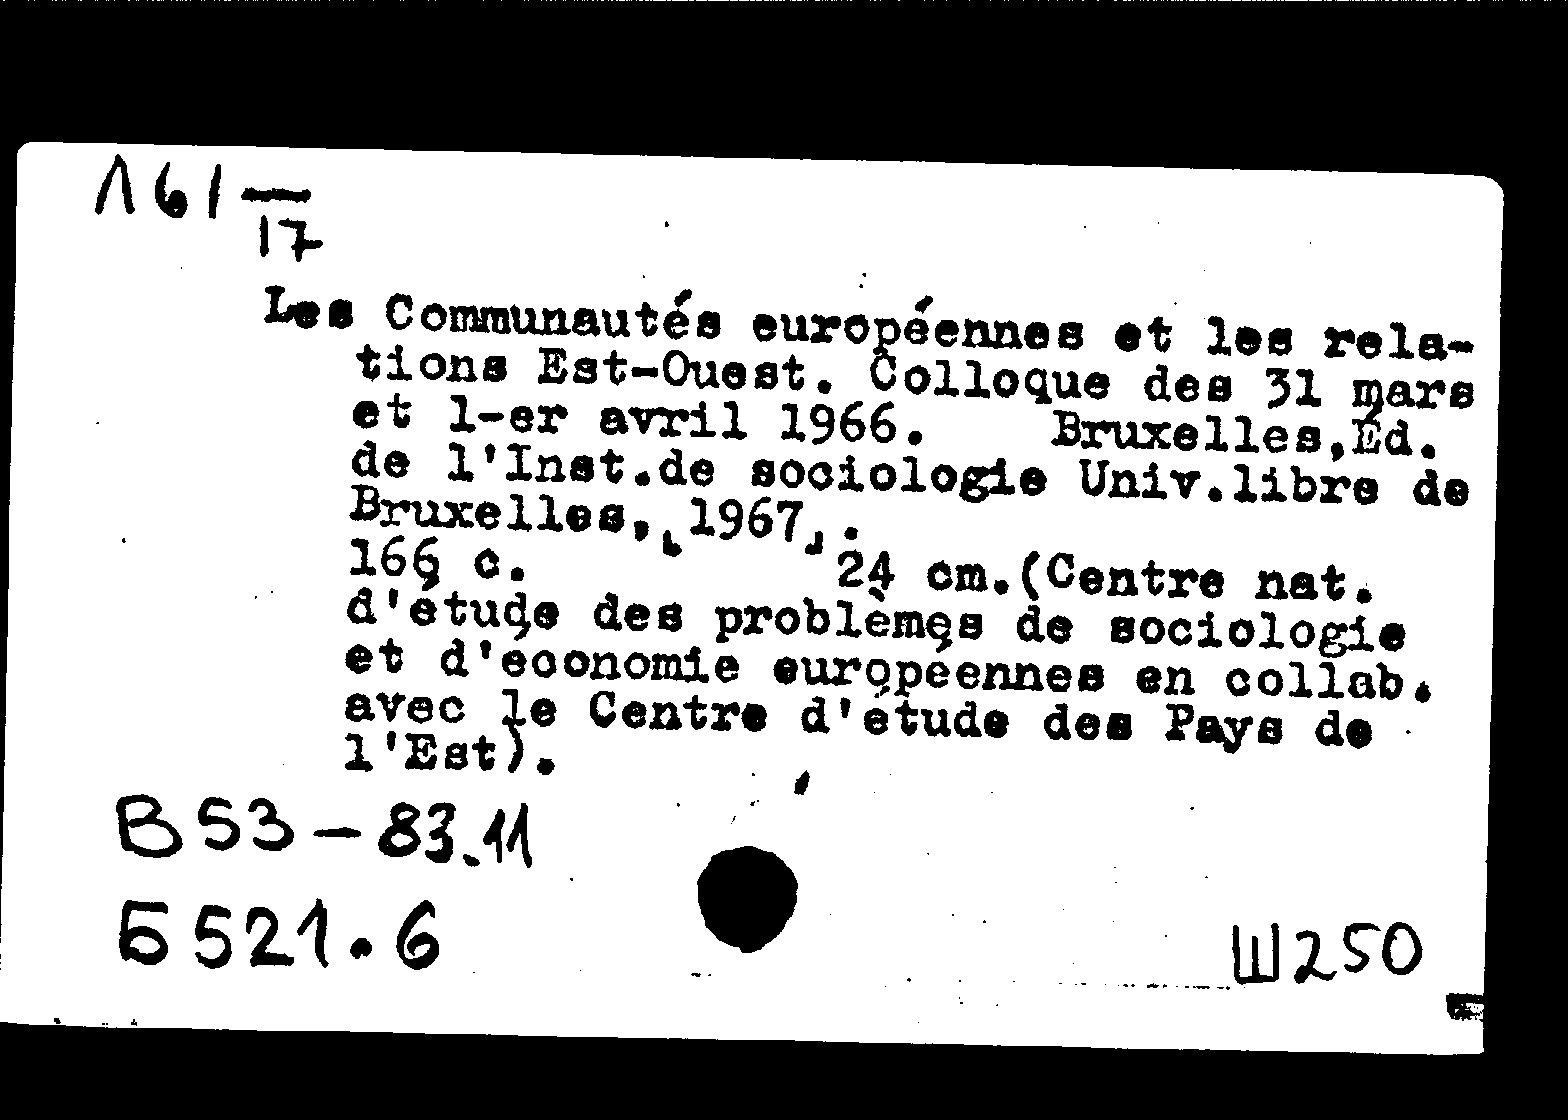 Л61—
17
Les Communautés européennes et les rela-
tions Est-Ouest. Colloque des 31 mars
et 1-er avril 1966. Bruxelles,Éd.
de l'Inst.de sociologie Univ.libre de
Bruxelles, [1967].
166 c. 24 cm.(Centre nat.
d'étude des problèmes de sociologie
et d'économie européennes en collab.
avec le Centre d'étude des Pays de
l'Est).
B53-83.11
Б521.6
Ш250